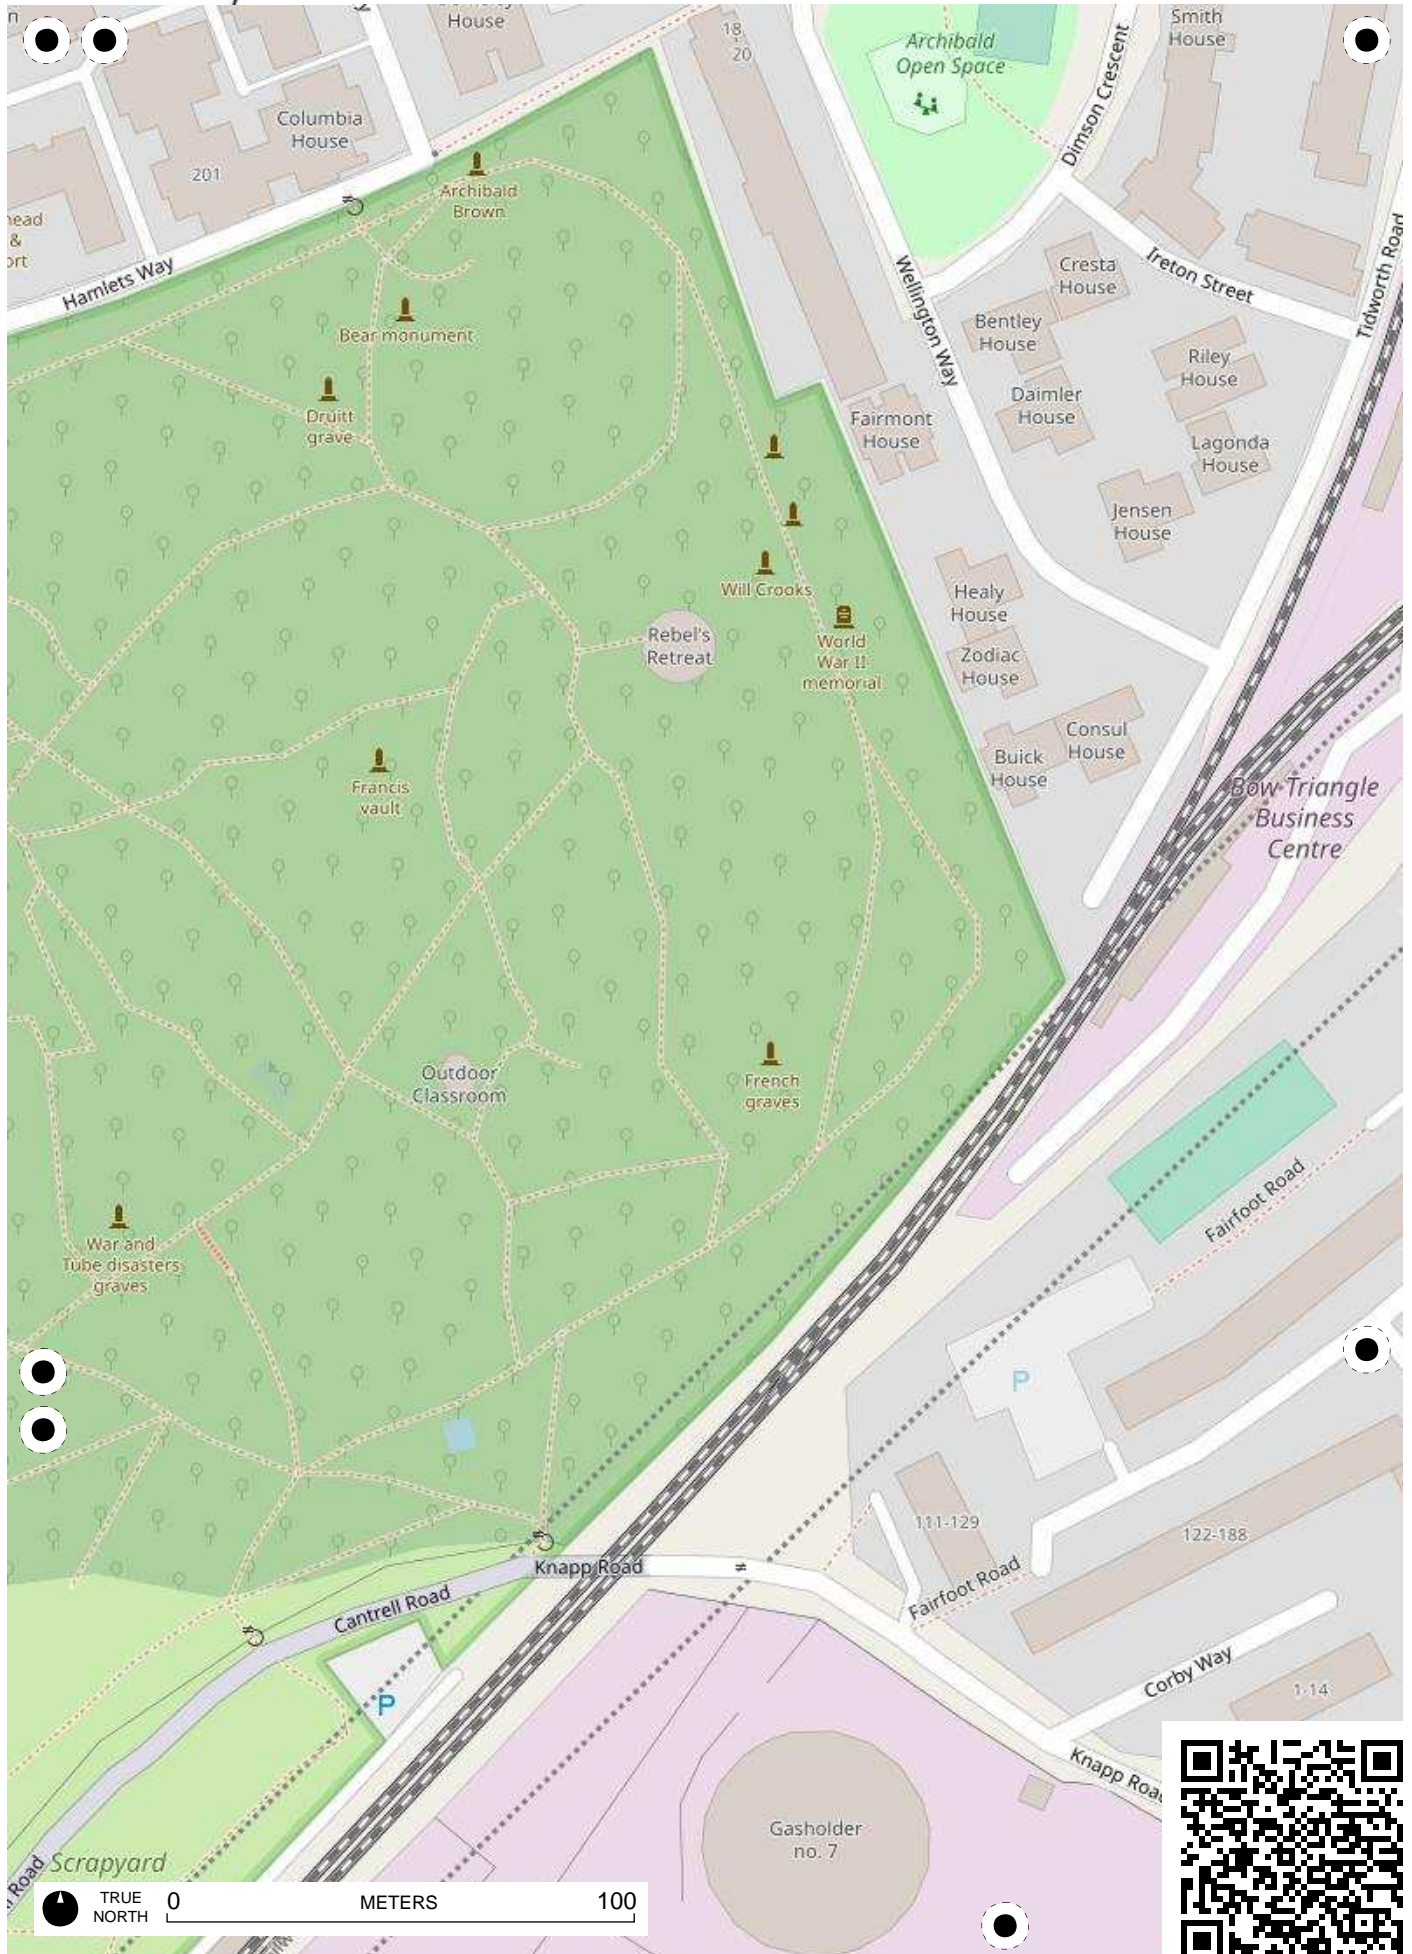 House
Smith
House
18
20
Archibald
Open Space
Columbia
House
Dimson Crescent
201
Archibald
Brown
Hamlets Way
Wellington Way
Cresta
House
Ireton Street
Tidworth Road
Bear monument
Bentley
House
Riley
House
Daimler
House
Druitt
grave
Fairmont
House
Lagonda
House
Jensen
House
Will Crooks
Healy
House
Rebel's
Retreat
World
War II
memorial
Zodiac
House
Consul
House
Buick
House
Francis
vault
Bow Triangle
Business
Centre
Outdoor
Classroom
French
graves
Fairfoot Road
War and
Tube disasters
graves
P
111-129
122-188
Knapp Road
Fairfoot Road
Cantrell Road
Corby Way
1-14
P
Knapp Road
Gasholder
no. 7
Scrapyard
Road
TRUE
NORTH
0 METERS 100